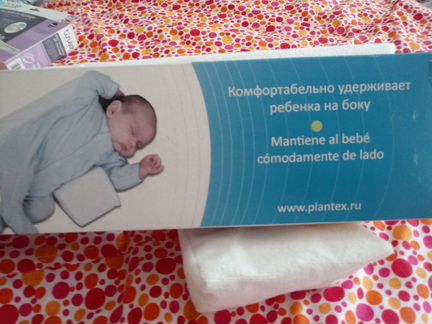 Комфортабельно удерживает
ребенка на боку
Mantiene al bebé
cómodamente de lado
www.plantex.ru